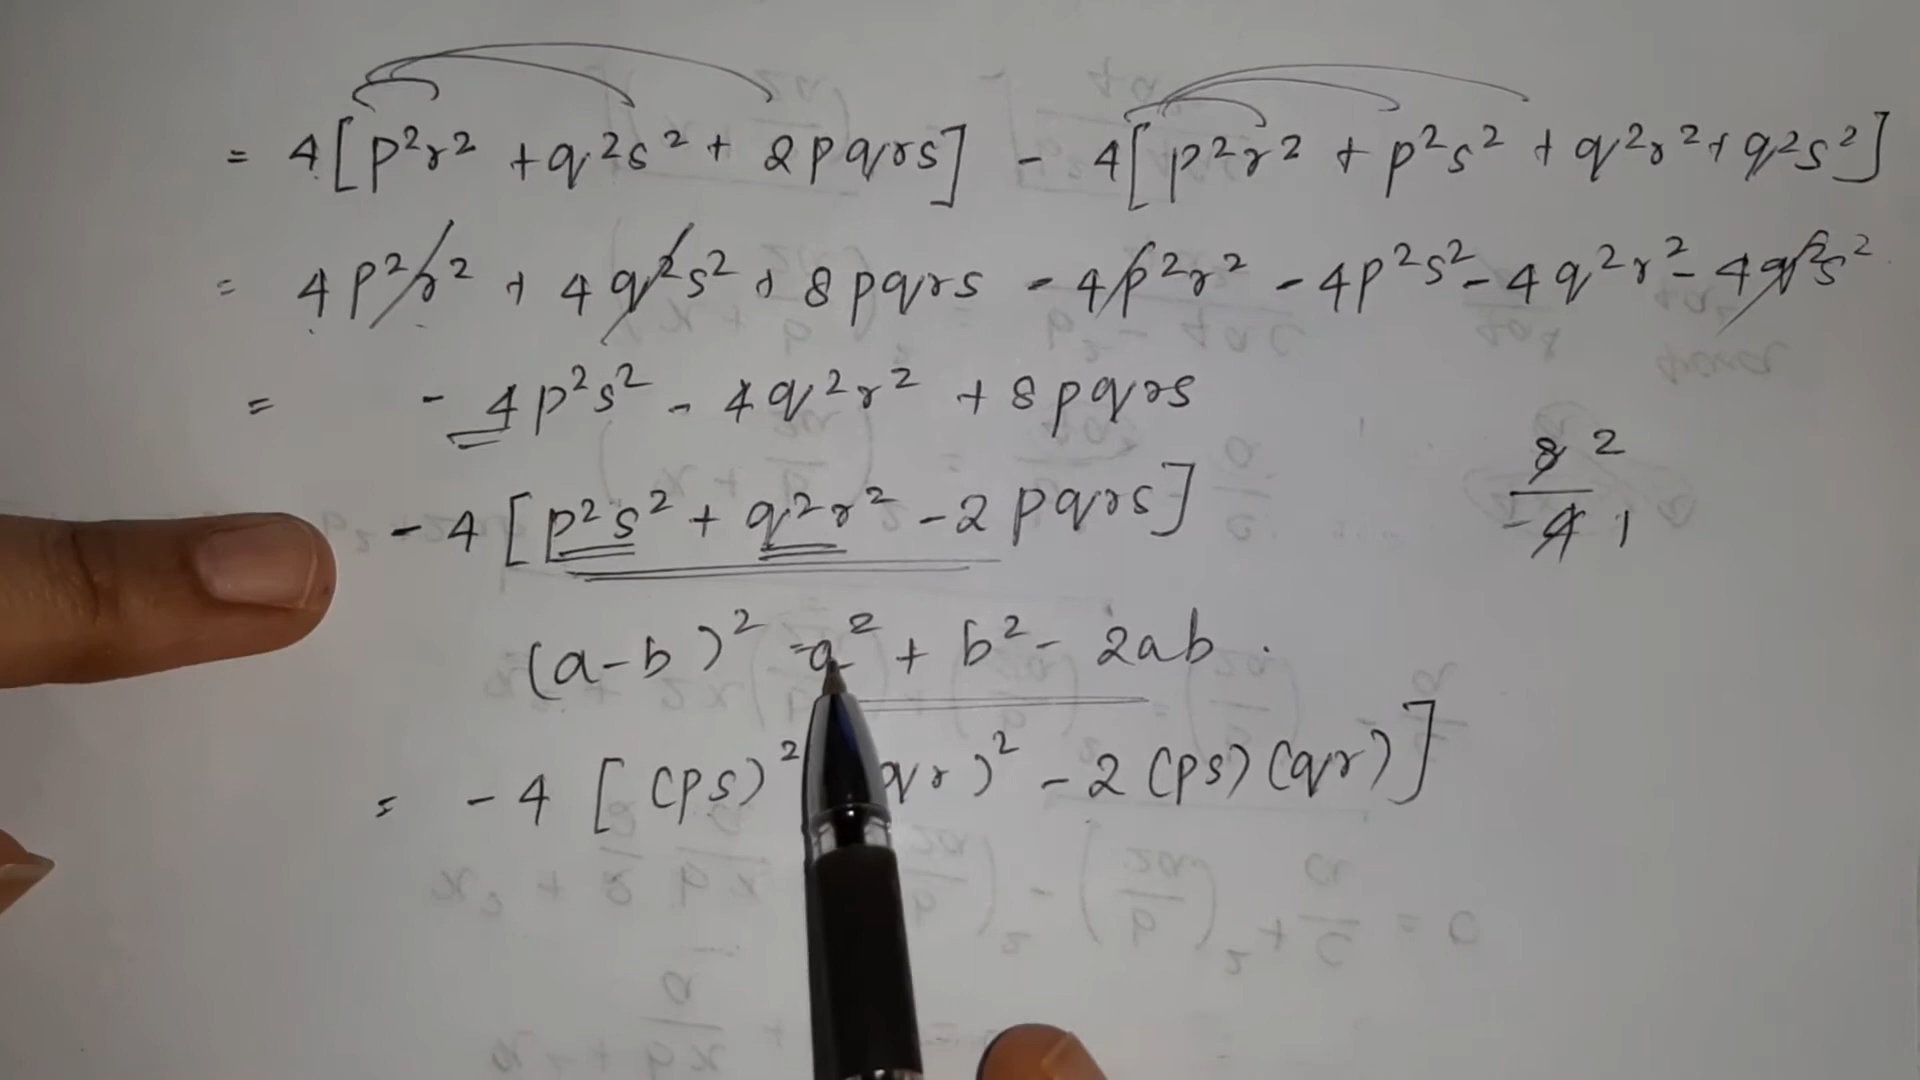 = 4[p²r² + q²s² + 2pqrs] - 4[p²r² + p²s² + q²r² + q²s²]
= 4p²r² + 4q²s² + 8pqrs - 4p²r² - 4p²s² - 4q²r² - 4q²s²
= - 4p²s² - 4q²r² + 8pqrs
8 2
-4 1
- 4[p²s² + q²r² - 2pqrs]
(a-b)² = a² + b² - 2ab.
= - 4[(ps)² qr)² - 2(ps)(qr)]